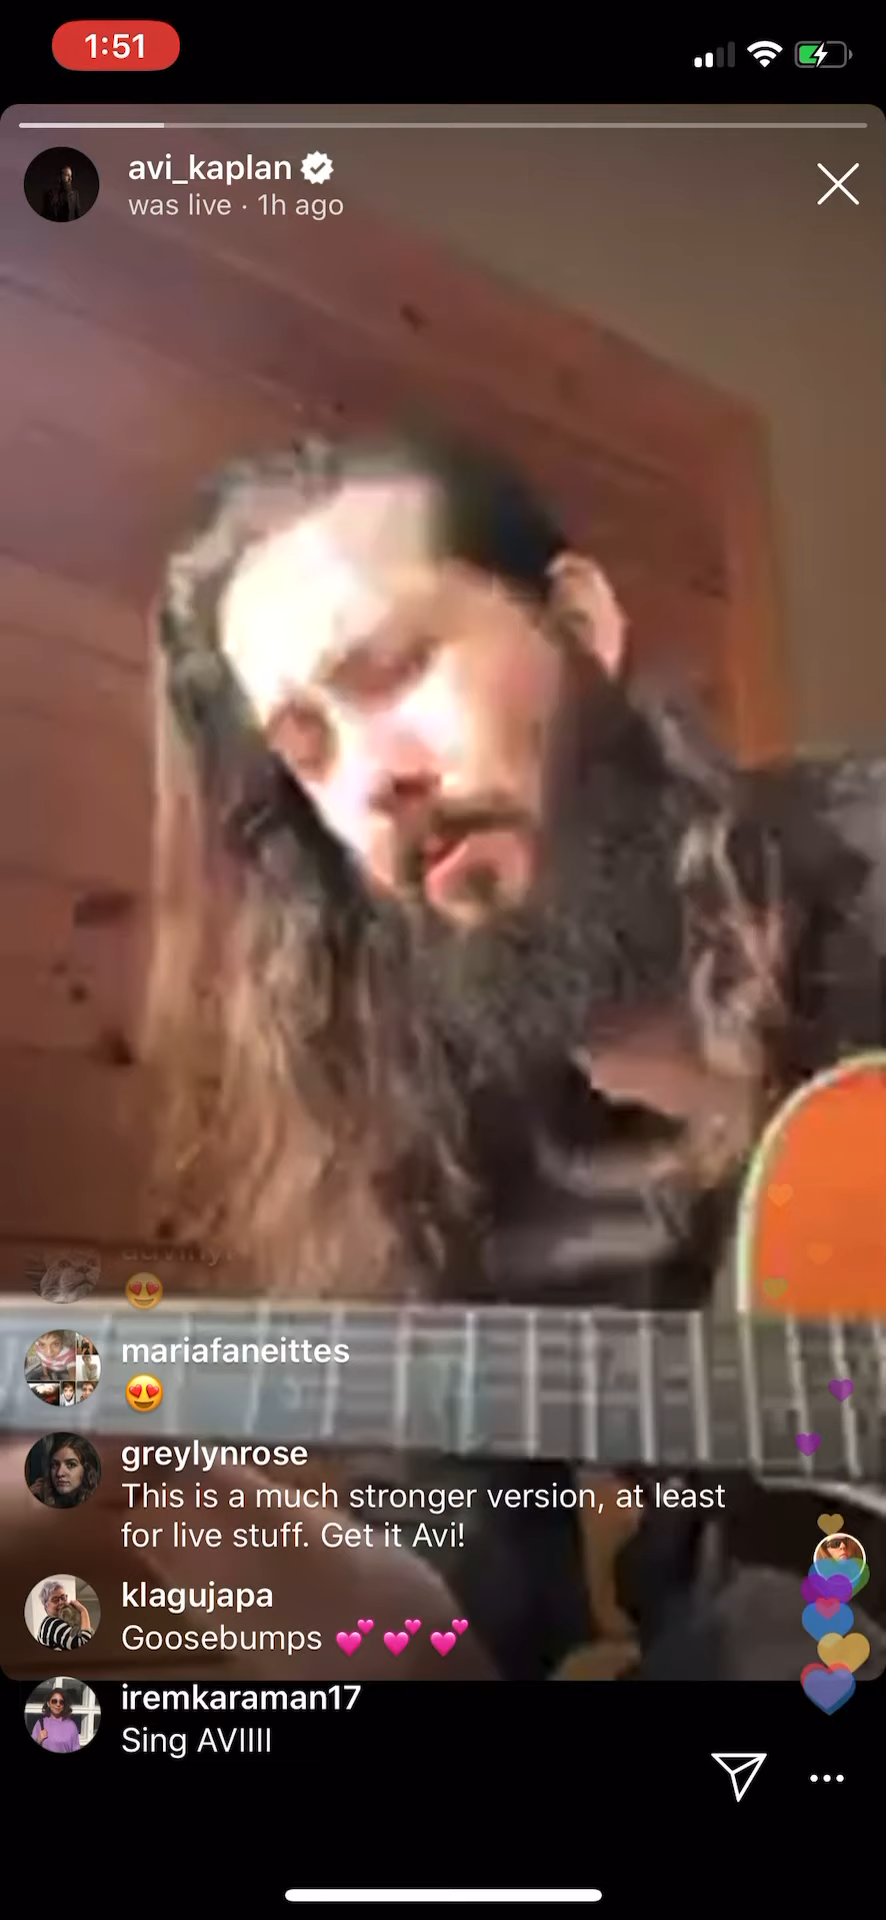 1:51
avi_kaplan
was live · 1h ago
😍
mariafaneittes
😍
greylynrose
This is a much stronger version, at least
for live stuff. Get it Avi!
klagujapa
Goosebumps 💕 💕 💕
iremkaraman17
Sing AVIIII